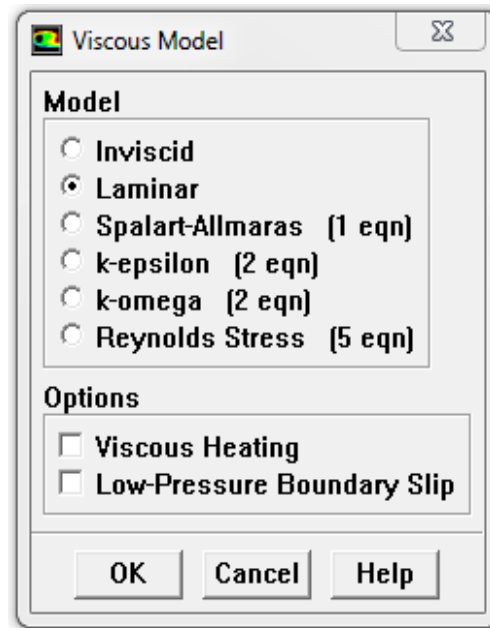 Viscous Model
Model
Inviscid
Laminar
Spalart-Allmaras (1 eqn)
k-epsilon (2 eqn)
k-omega (2 eqn)
Reynolds Stress (5 eqn)
Options
Viscous Heating
Low-Pressure Boundary Slip
OK Cancel Help